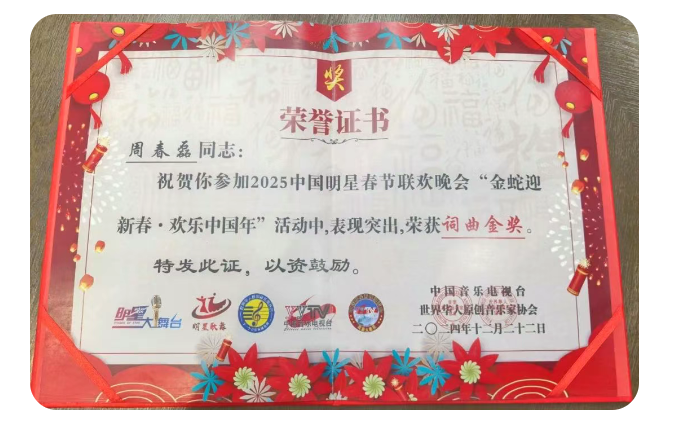 奖
荣誉证书
周春磊同志：
祝贺你参加2025中国明星春节联欢晚会“金蛇迎
新春·欢乐中国年”活动中,表现突出,荣获词曲金奖。
特发此证，以资鼓励。
中国音乐电视台
世界华人原创音乐家协会
二〇二四年十二月二十二日
明星大舞台
明星歌舞